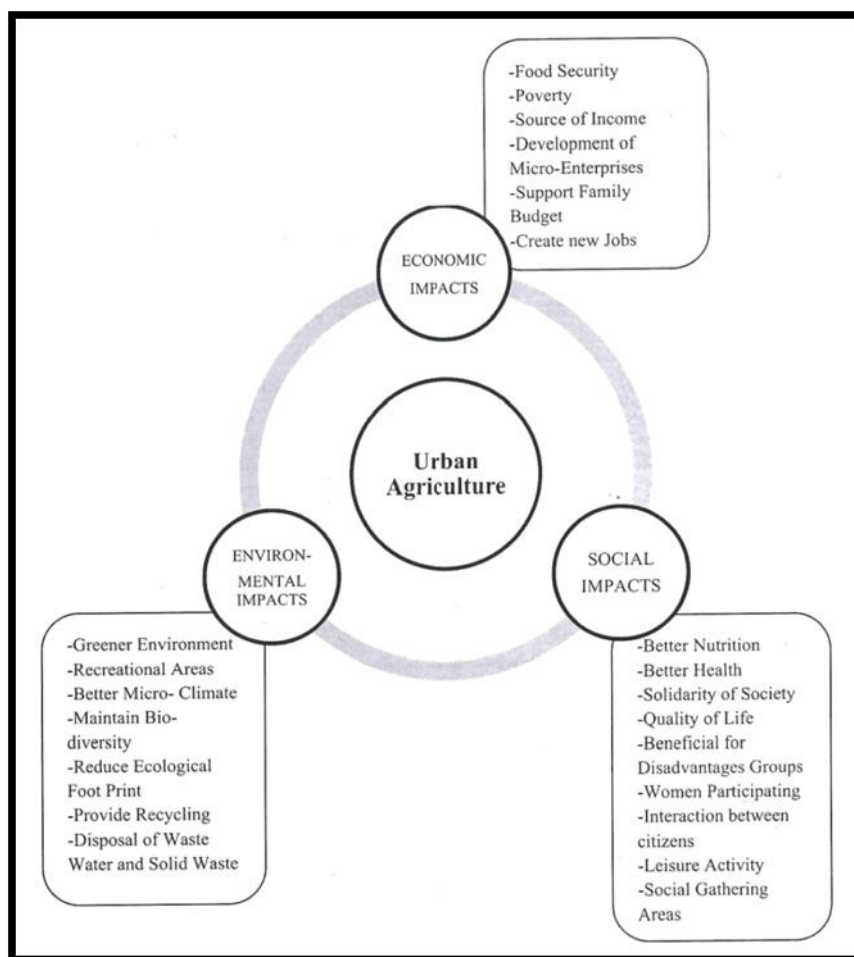 -Food Security
-Poverty
-Source of Income
-Development of
Micro-Enterprises
-Support Family
Budget
-Create new Jobs
ECONOMIC
IMPACTS
Urban
Agriculture
ENVIRON-
MENTAL
IMPACTS
SOCIAL
IMPACTS
-Greener Environment
-Recreational Areas
-Better Micro- Climate
-Maintain Bio-
diversity
-Reduce Ecological
Foot Print
-Provide Recycling
-Disposal of Waste
Water and Solid Waste
-Better Nutrition
-Better Health
-Solidarity of Society
-Quality of Life
-Beneficial for
Disadvantages Groups
-Women Participating
-Interaction between
citizens
-Leisure Activity
-Social Gathering
Areas